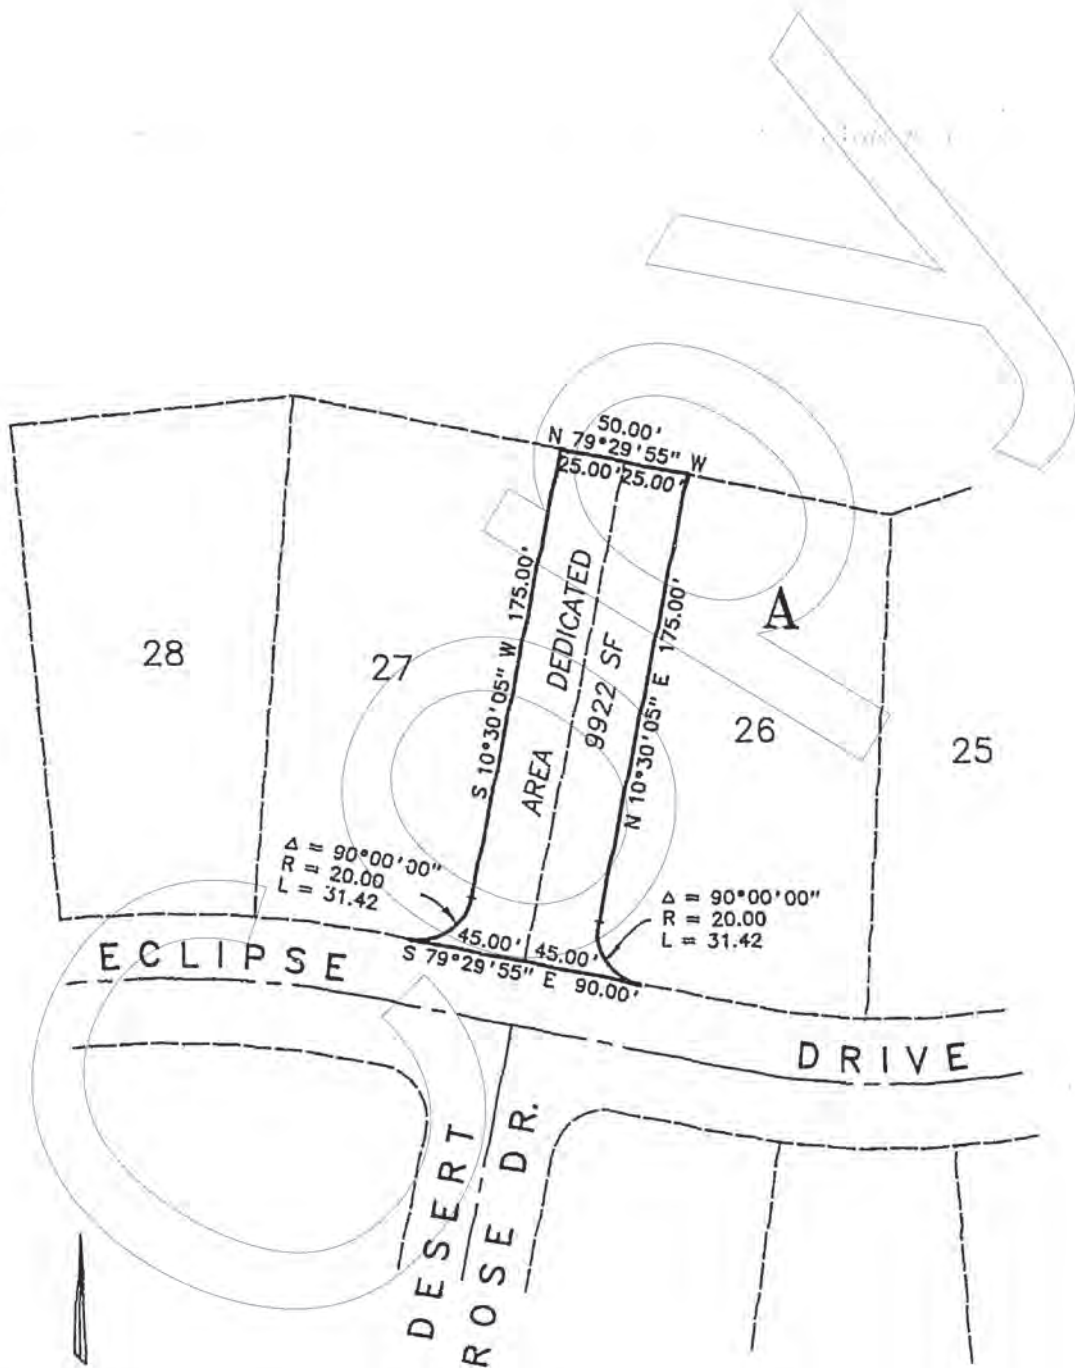 50.00'
N 79°29'55" W
25.00' 25.00'
S 10°30'05" W 175.00'
AREA DEDICATED
9922 SF
N 10°30'05" E 175.00'
A
28
27
26
25
Δ = 90°00'00"
R = 20.00
L = 31.42
Δ = 90°00'00"
R = 20.00
L = 31.42
45.00' 45.00'
S 79°29'55" E 90.00'
ECLIPSE DRIVE
DESERT
ROSE DR.
COPY